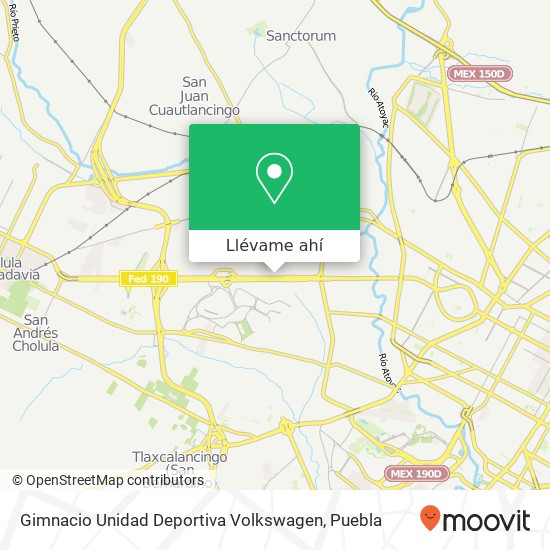 Río Prieto
Sanctorum
MEX 150D
San
Juan
Cuautlancingo
Río Atoyac
Llévame ahí
lula
adavia
Fed 190
San
Andrés
Cholula
Río Atoyac
Tlaxcalancingo
(San
MEX 190D
© OpenStreetMap contributors
Gimnacio Unidad Deportiva Volkswagen, Puebla
moovit